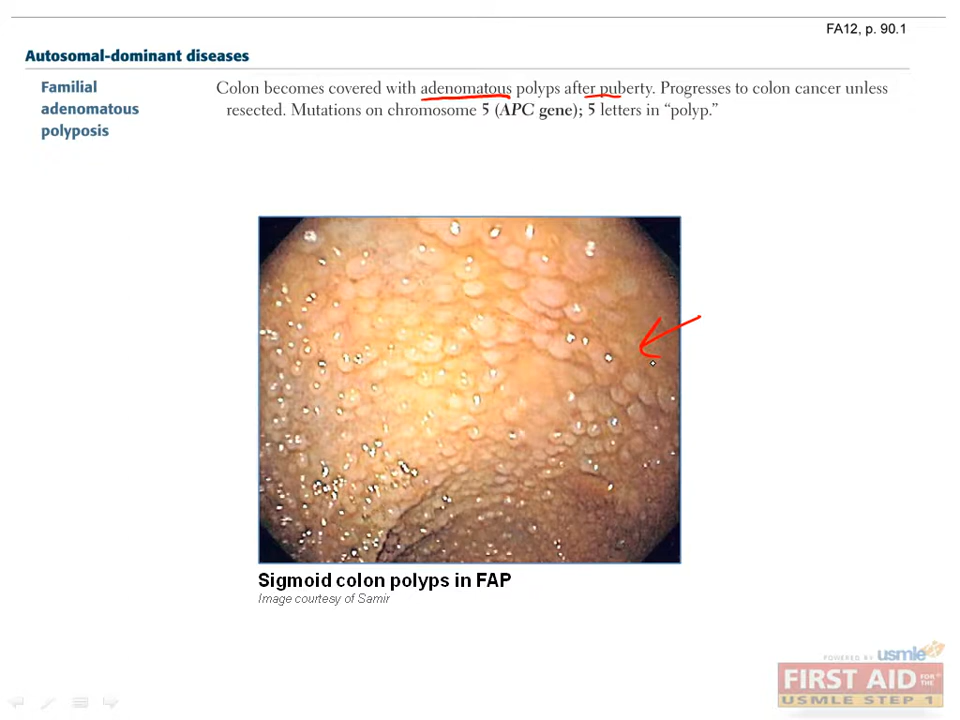 FA12, p. 90.1
Autosomal-dominant diseases
Familial adenomatous polyposis
Colon becomes covered with adenomatous polyps after puberty. Progresses to colon cancer unless
resected. Mutations on chromosome 5 (APC gene); 5 letters in “polyp.”
Sigmoid colon polyps in FAP
Image courtesy of Samir
POWERED BY usmle
FIRST AID FOR THE
USMLE STEP 1